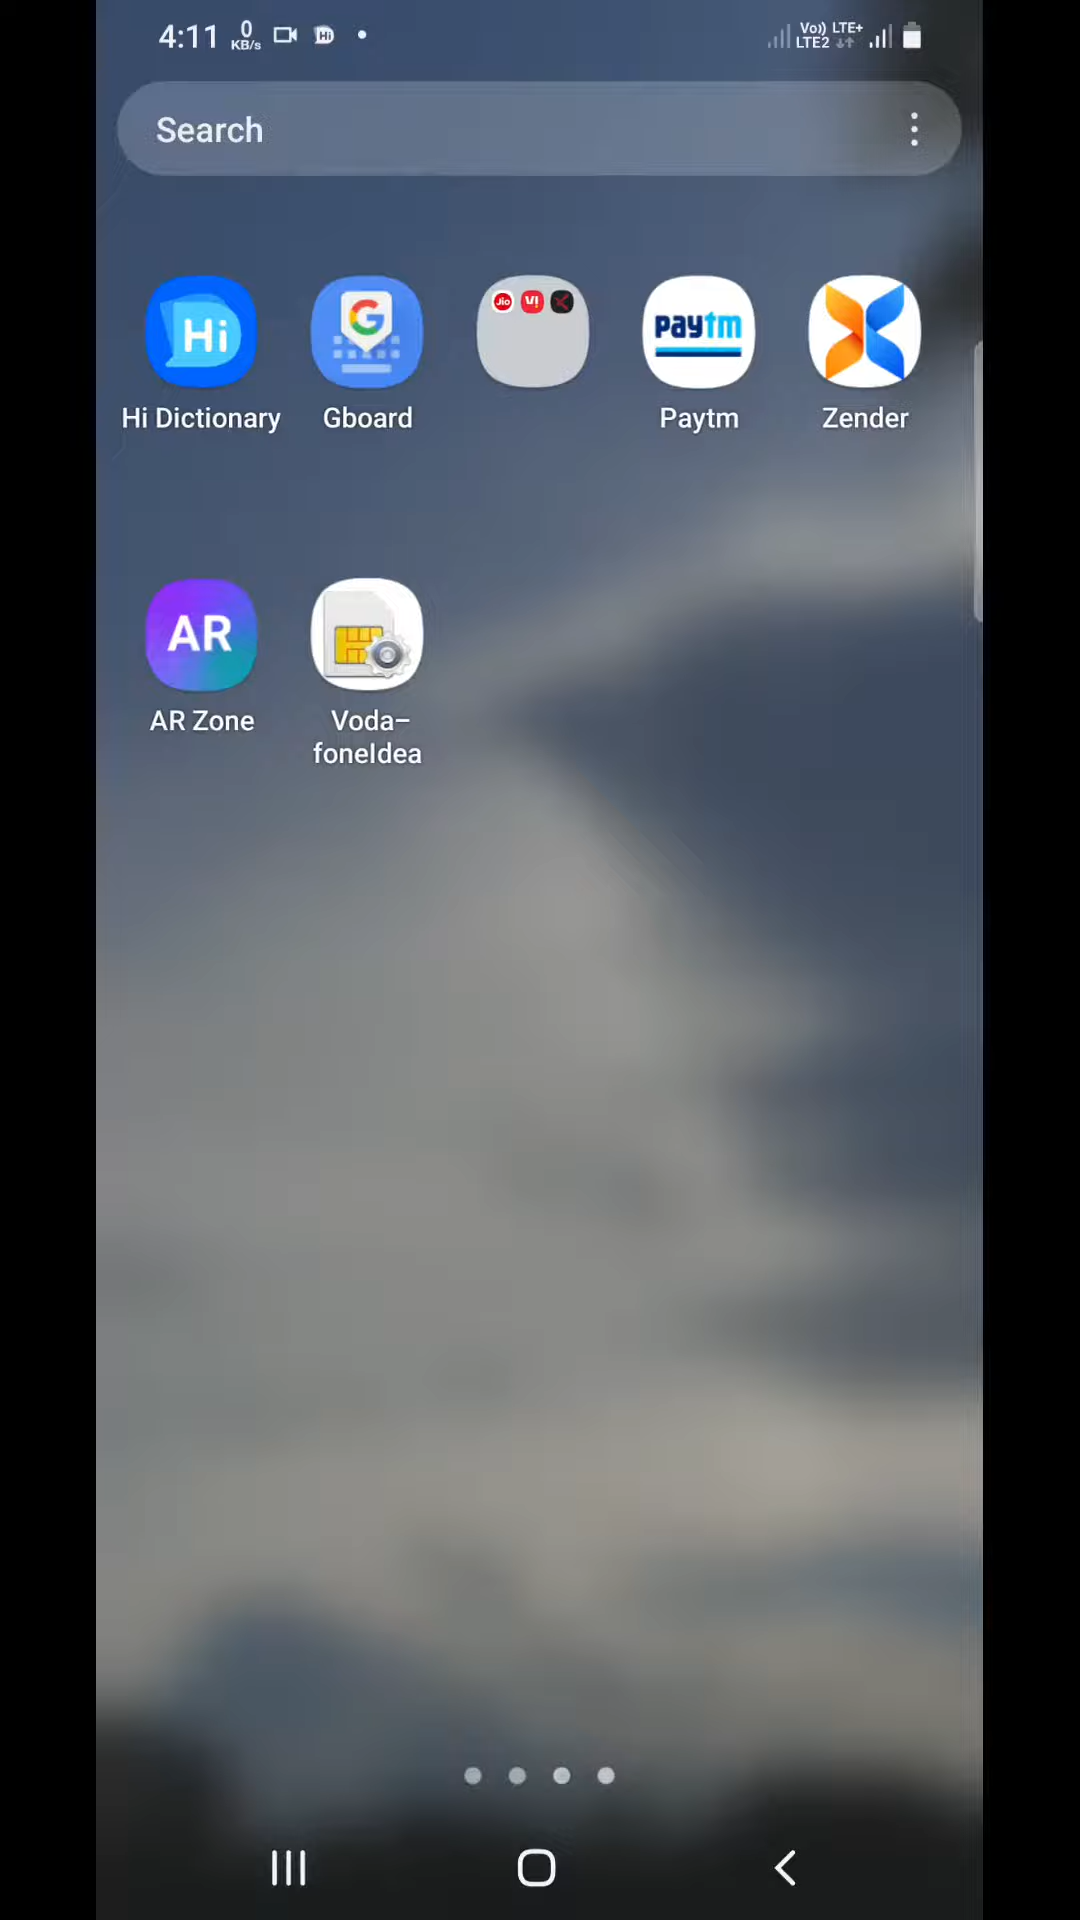 4:11 0 KB/s Hi Vo)) LTE+ LTE2
Search
Hi
G
Jio
VI
paytm
Hi Dictionary
Gboard
Paytm
Zender
AR
AR Zone
Voda–
foneIdea